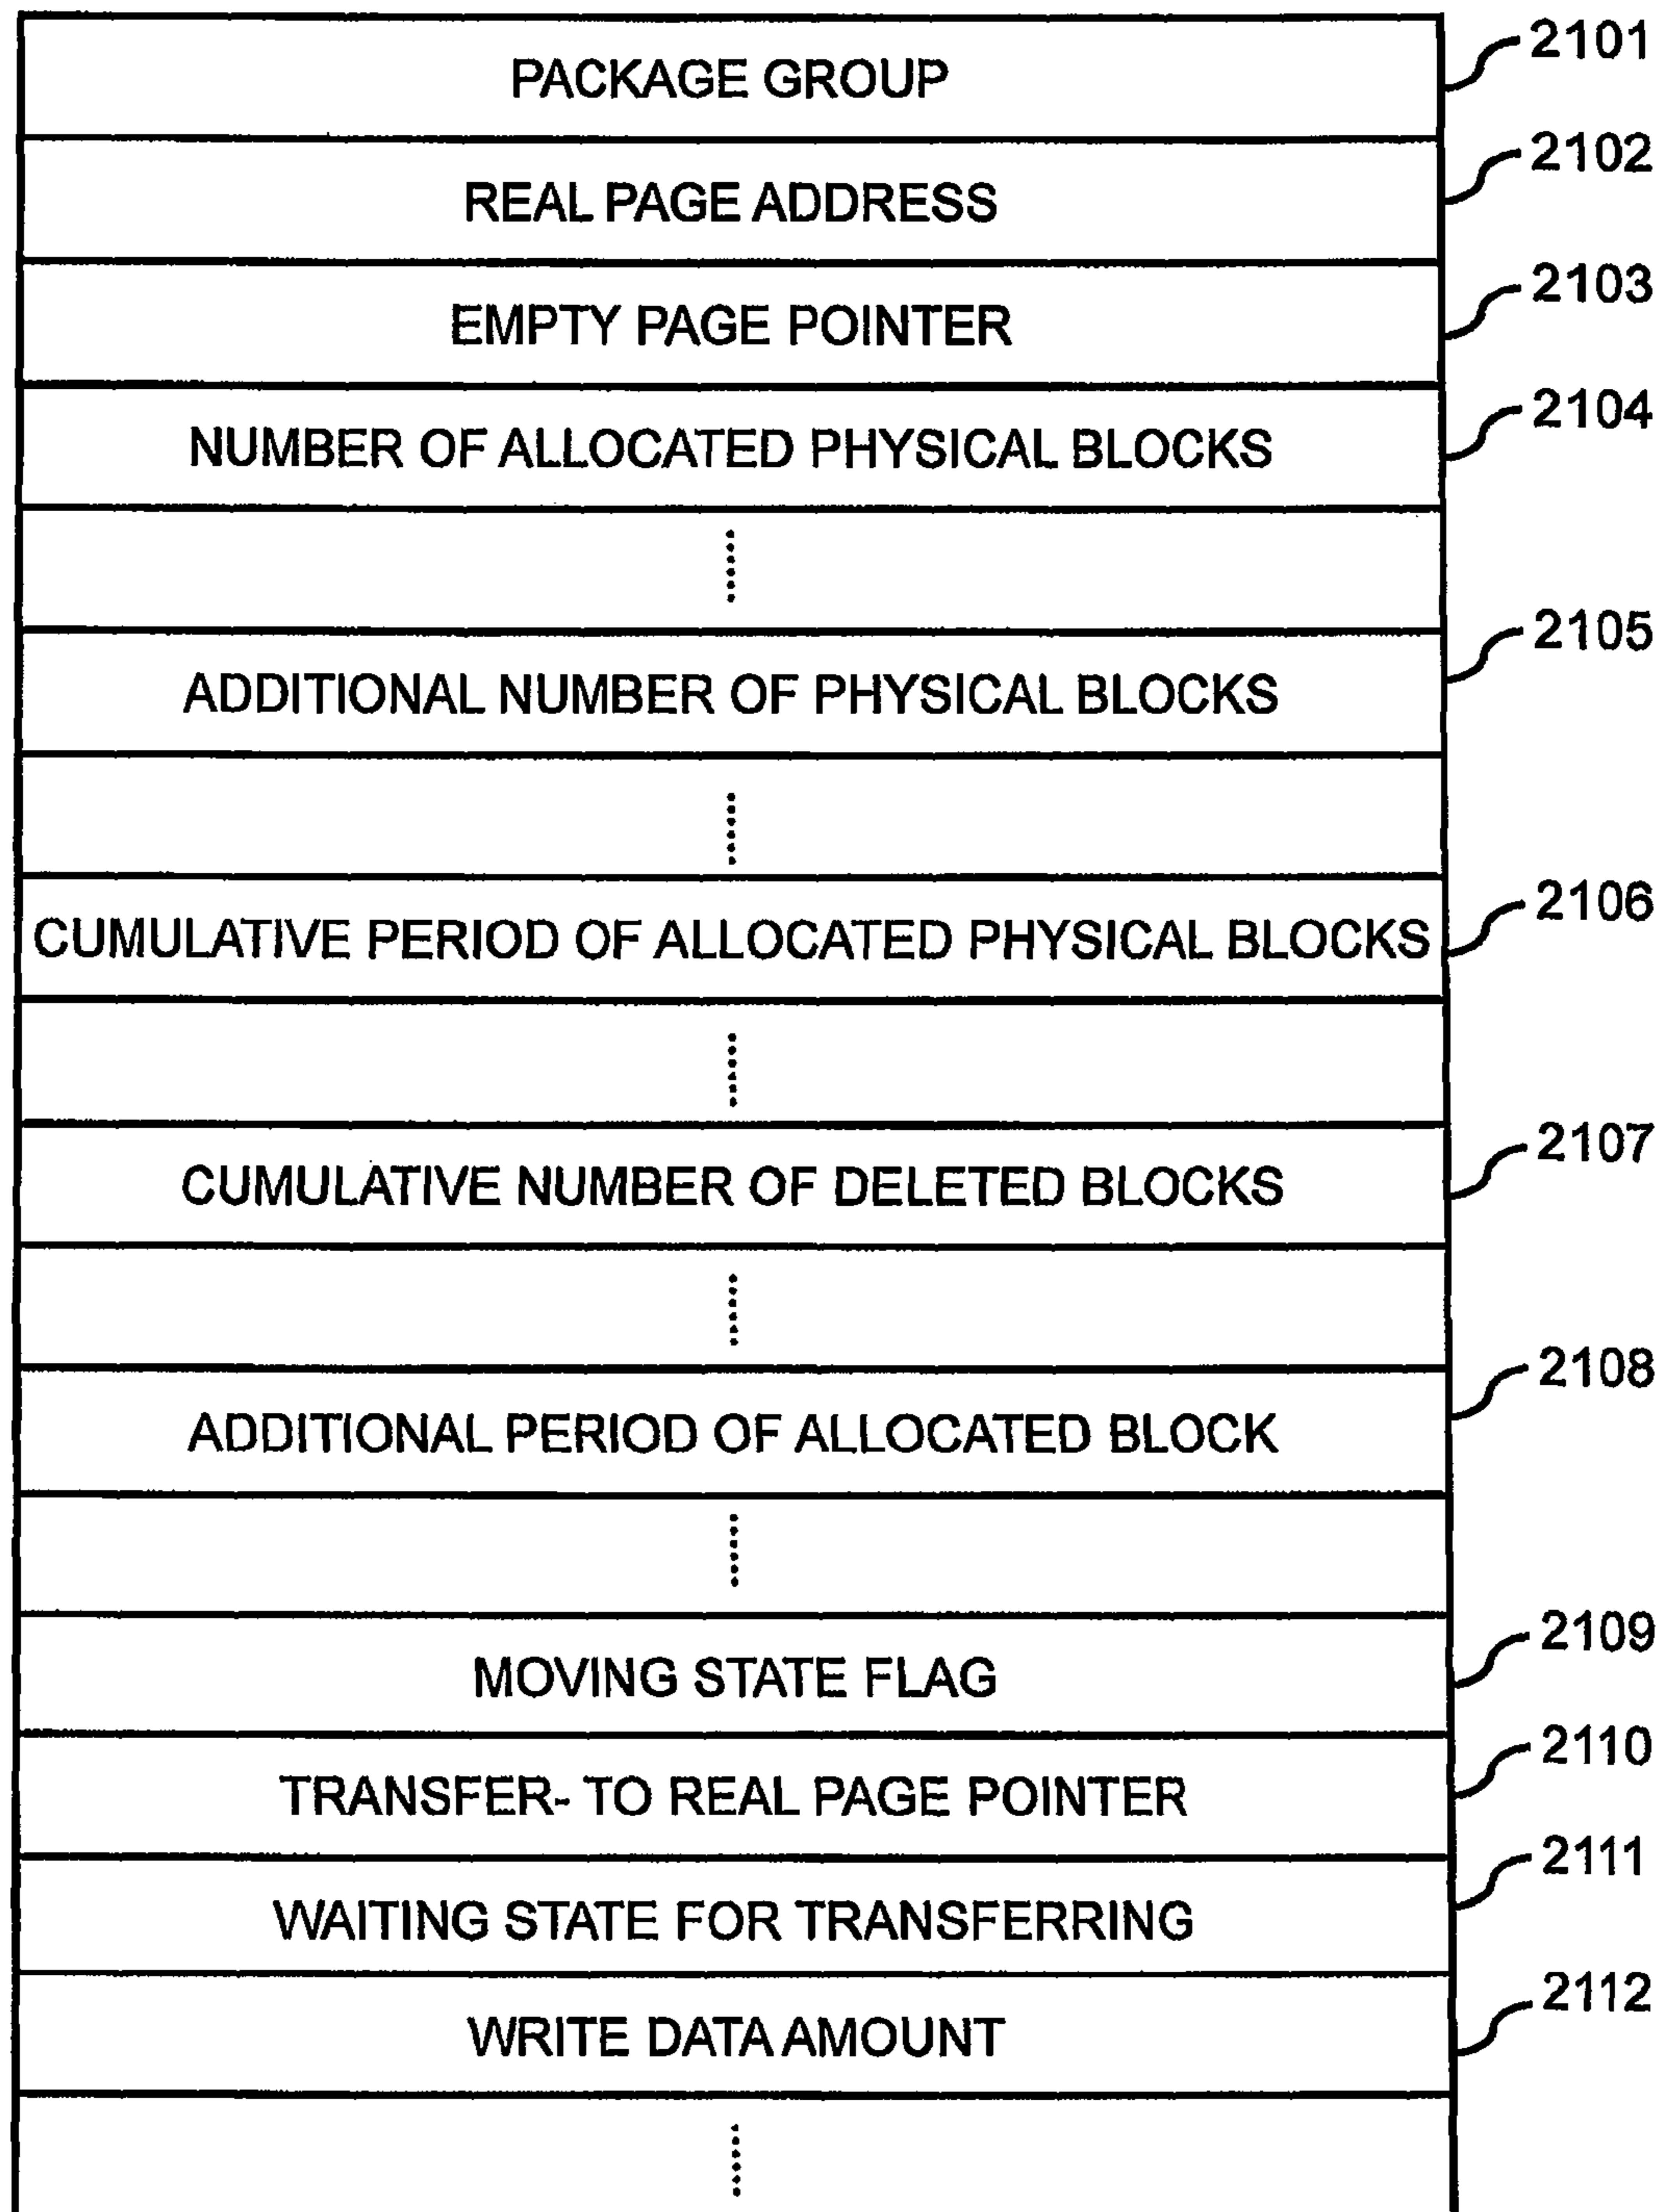 PACKAGE GROUP 2101
REAL PAGE ADDRESS 2102
EMPTY PAGE POINTER 2103
NUMBER OF ALLOCATED PHYSICAL BLOCKS 2104
ADDITIONAL NUMBER OF PHYSICAL BLOCKS 2105
CUMULATIVE PERIOD OF ALLOCATED PHYSICAL BLOCKS 2106
CUMULATIVE NUMBER OF DELETED BLOCKS 2107
ADDITIONAL PERIOD OF ALLOCATED BLOCK 2108
MOVING STATE FLAG 2109
TRANSFER- TO REAL PAGE POINTER 2110
WAITING STATE FOR TRANSFERRING 2111
WRITE DATA AMOUNT 2112